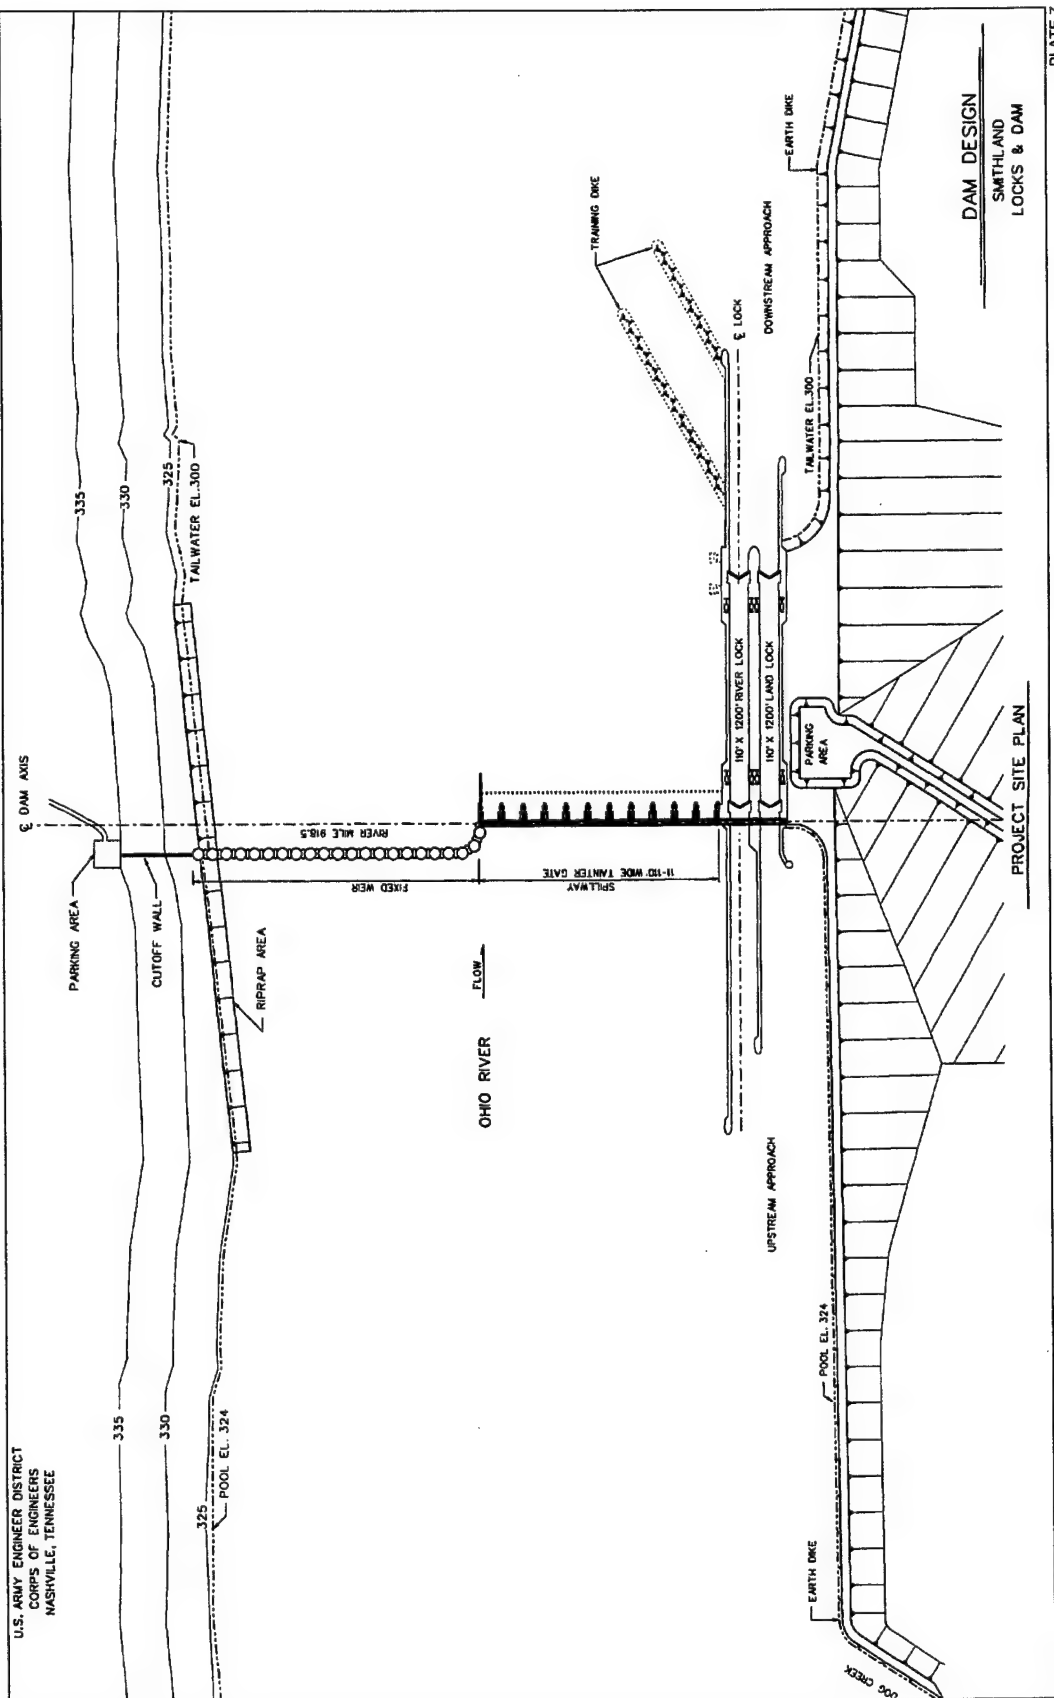 U.S. ARMY ENGINEER DISTRICT
CORPS OF ENGINEERS
NASHVILLE, TENNESSEE
335
330
325
POOL EL. 324
PARKING AREA
CUTOFF WALL
RIPRAP AREA
℄ DAM AXIS
RIVER MILE 918.5
FIXED WEIR
SPILLWAY
11-110' WIDE TAINTER GATE
FLOW
OHIO RIVER
335
330
325
TAILWATER EL.300
TRAINING DIKE
℄ LOCK
DOWNSTREAM APPROACH
EARTH DIKE
TAILWATER EL.300
110' X 1200' RIVER LOCK
110' X 1200' LAND LOCK
PARKING
AREA
UPSTREAM APPROACH
POOL EL. 324
EARTH DIKE
CREEK
PROJECT SITE PLAN
DAM DESIGN
SMITHLAND
LOCKS & DAM
PLATE